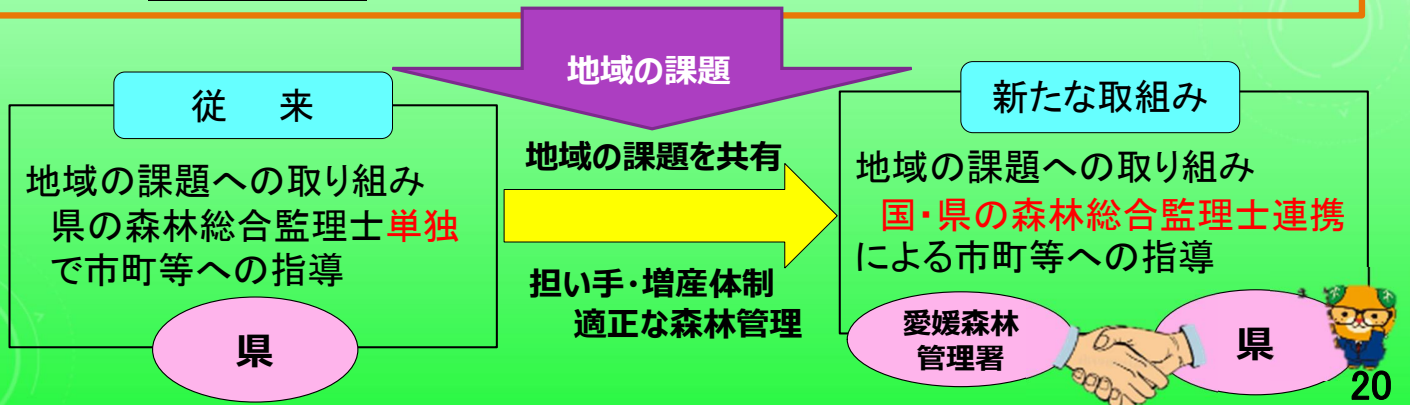 地域の課題
従 来
地域の課題への取り組み
県の森林総合監理士単独
で市町等への指導
県
地域の課題を共有
担い手・増産体制
適正な森林管理
新たな取組み
地域の課題への取り組み
国・県の森林総合監理士連携
による市町等への指導
愛媛森林
管理署
県
20